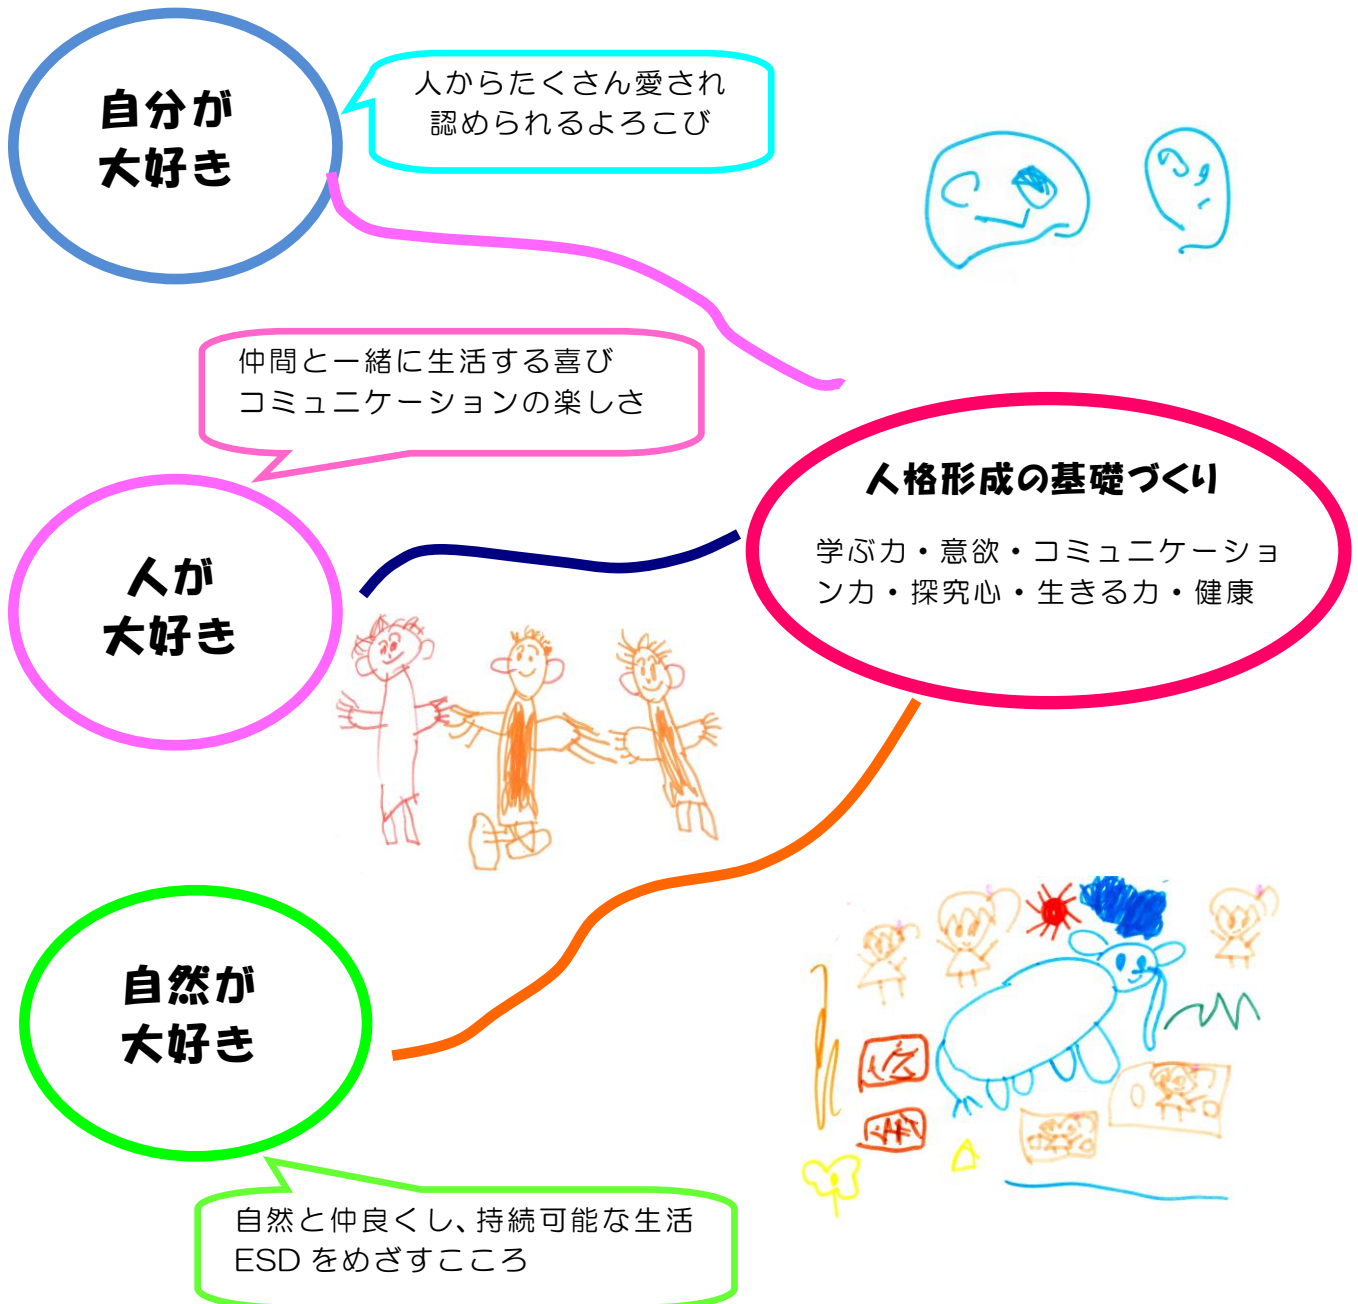 自分が
大好き
人からたくさん愛され
認められるよろこび
仲間と一緒に生活する喜び
コミュニケーションの楽しさ
人が
大好き
人格形成の基礎づくり
学ぶ力・意欲・コミュニケーショ
ン力・探究心・生きる力・健康
自然が
大好き
自然と仲良くし、持続可能な生活
ESDをめざすこころ